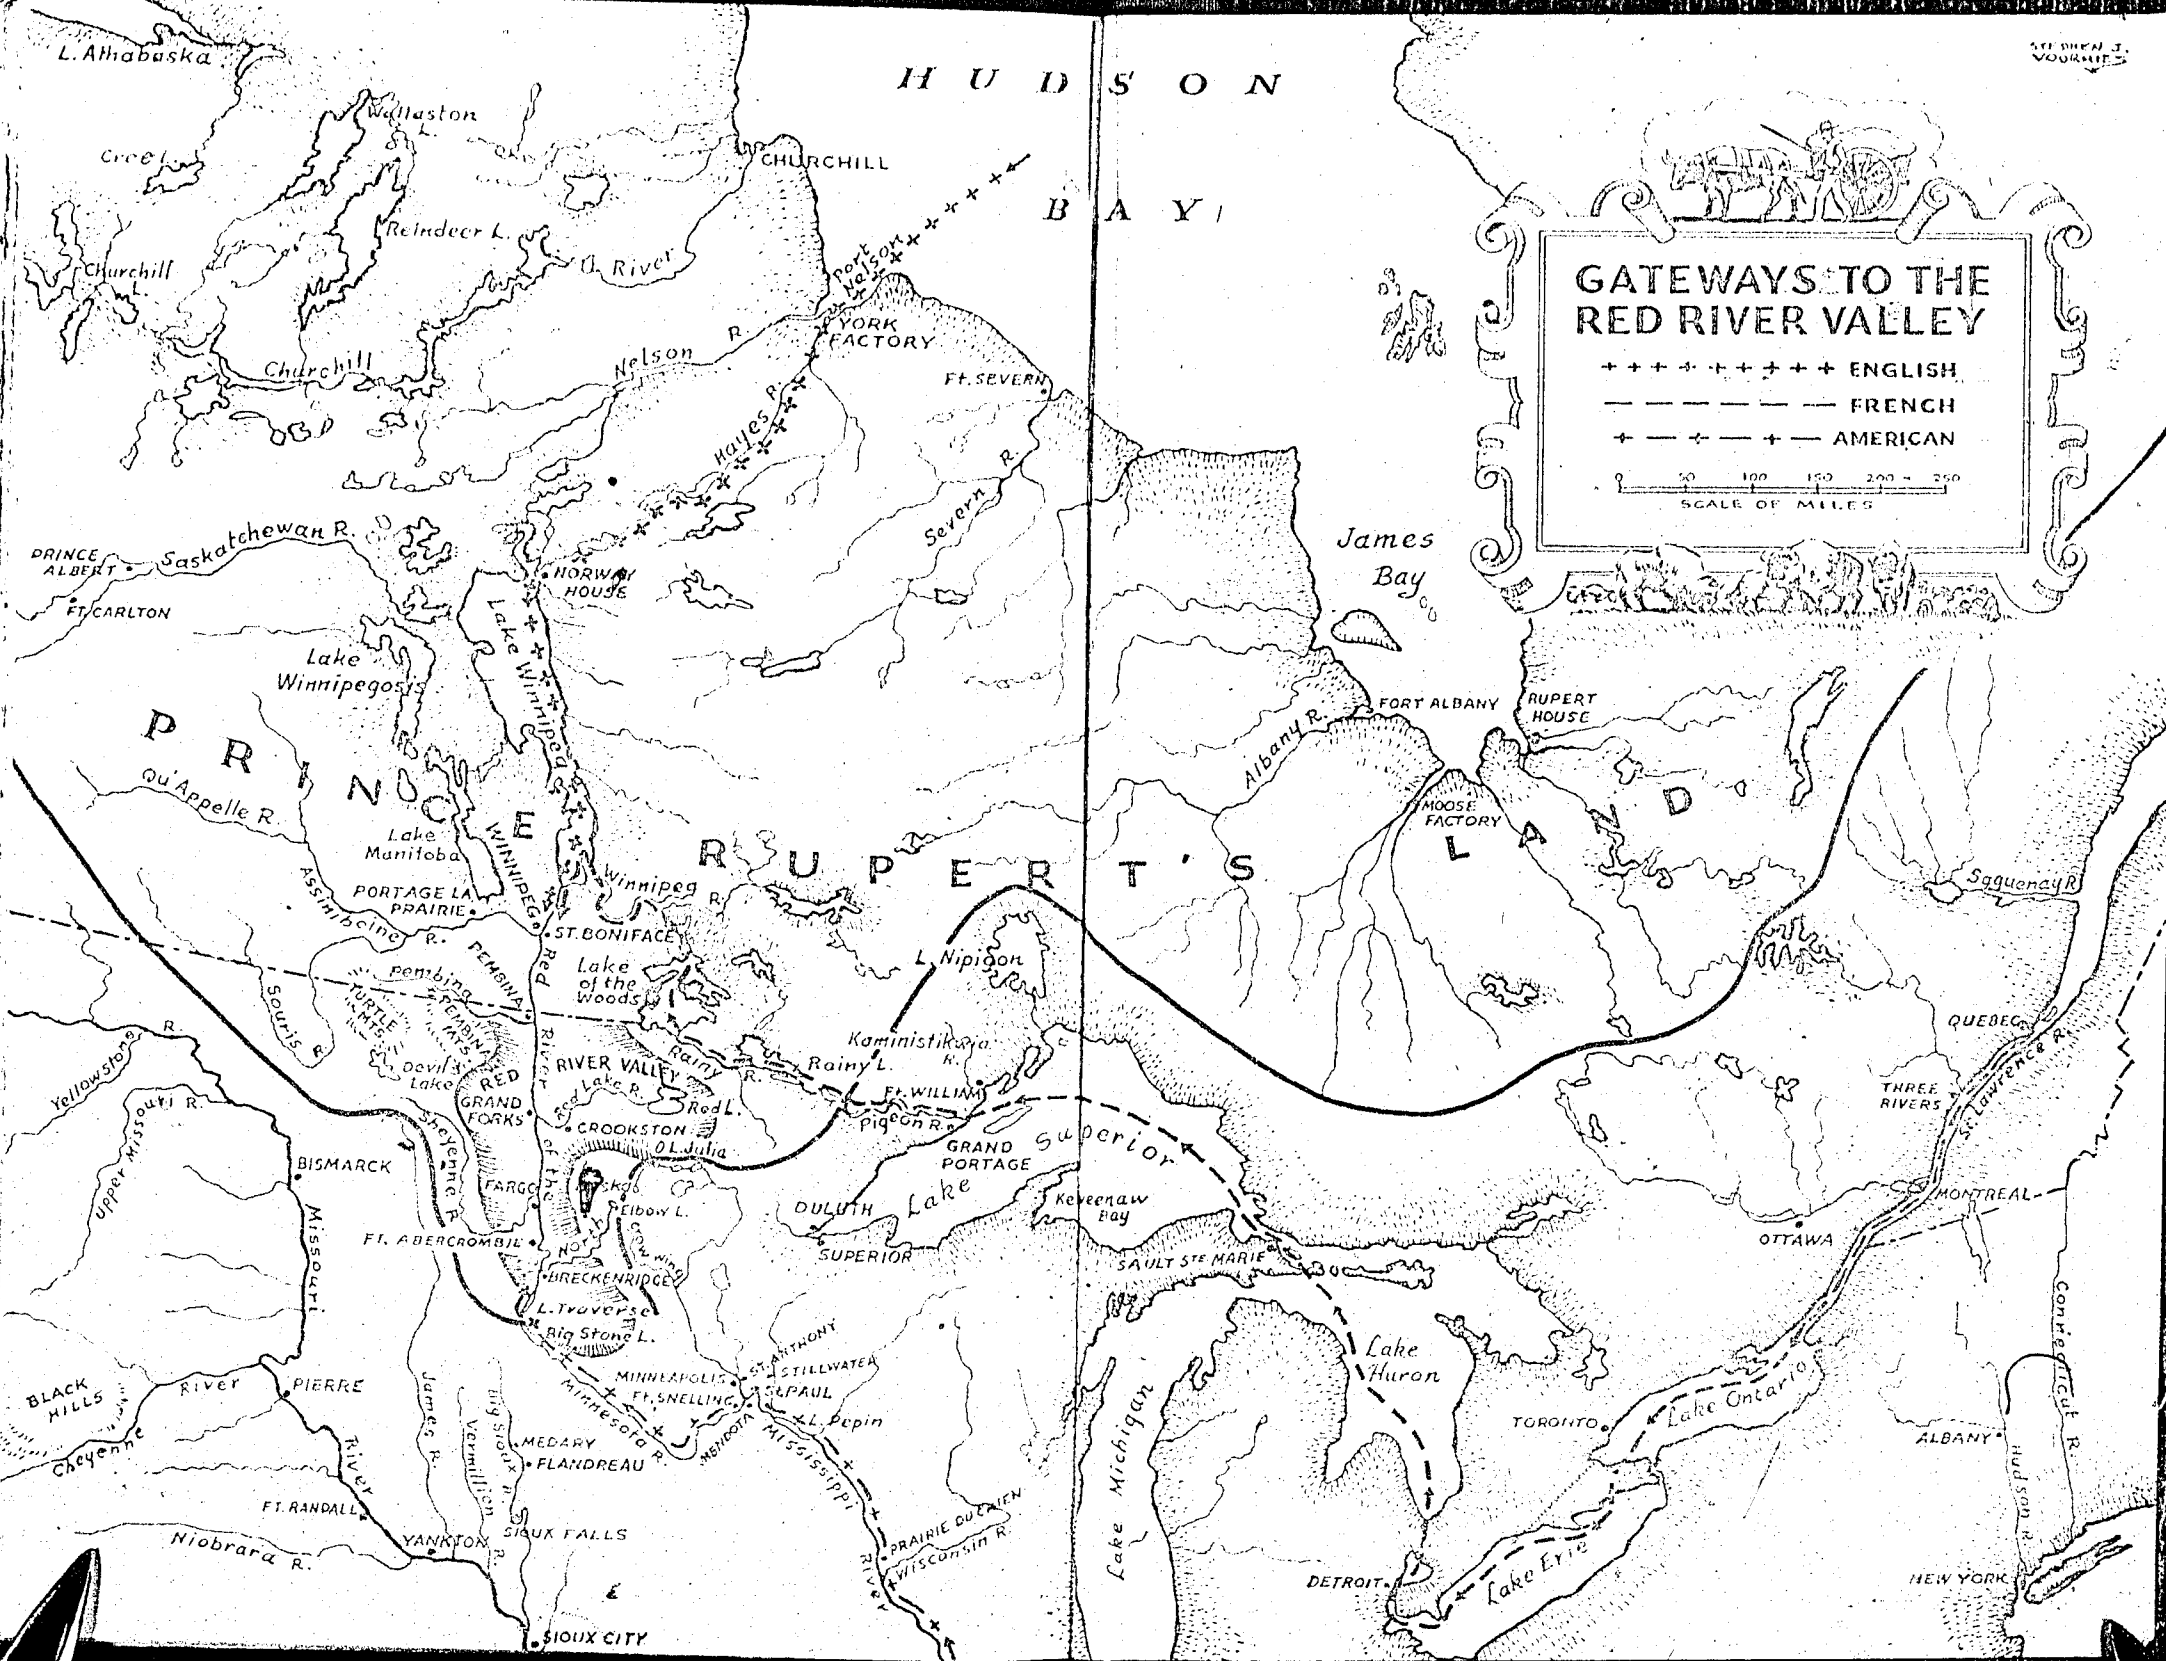 STEPHEN J.
VOORHIES
HUDSON
BAY
GATEWAYS TO THE
RED RIVER VALLEY
ENGLISH
FRENCH
AMERICAN
0 50 100 150 200 250
SCALE OF MILES
L. Athabaska
Wollaston
L.
Cree L.
CHURCHILL
Reindeer L.
Churchill
L.
River
Port
Nelson
YORK
FACTORY
Churchill
Nelson
R.
Ft. SEVERN
Hayes R.
Severn
R.
James
Bay
Saskatchewan R.
PRINCE
ALBERT
FT. CARLTON
NORWAY
HOUSE
Lake Winnipeg
Lake
Winnipegosis
FORT ALBANY
RUPERT
HOUSE
Albany R.
MOOSE
FACTORY
PRINCE RUPERT'S LAND
Qu'Appelle R.
Lake
Manitoba
WINNIPEG
Winnipeg
R.
PORTAGE LA
PRAIRIE
Assiniboine
R.
ST. BONIFACE
Saguenay R.
Pembina
PEMBINA
TURTLE
MTS.
PEMBINA
MTS.
Souris
R.
Red
River
of the
North
Lake
of the
Woods
L. Nipigon
Kaministikwia
R.
Rainy
R.
Rainy L.
Ft. WILLIAM
Pigeon R.
GRAND
PORTAGE
QUEBEC
St. Lawrence R.
THREE
RIVERS
Yellowstone
R.
Upper Missouri R.
Devil's
Lake
RED
RIVER VALLEY
Red Lake R.
Red L.
GRAND
FORKS
CROOKSTON
L. Julia
Sheyenne R.
BISMARCK
FARGO
Elbow L.
Lake Superior
DULUTH
SUPERIOR
Keweenaw
Bay
SAULT STE MARIE
MONTREAL
OTTAWA
FT. ABERCROMBIE
BRECKENRIDGE
L. Traverse
Big Stone L.
Missouri
River
BLACK
HILLS
River
Cheyenne
PIERRE
James R.
Vermillion
R.
Big Sioux R.
MEDARY
FLANDREAU
MINNEAPOLIS
FT. SNELLING
ST. ANTHONY
STILLWATER
St. PAUL
MENDOTA
L. Pepin
Minnesota R.
Mississippi
River
Lake
Huron
Lake Michigan
TORONTO
Lake Ontario
ALBANY
Connecticut R.
Hudson R.
FT. RANDALL
Niobrara R.
YANKTON
SIOUX FALLS
PRAIRIE DU CHIEN
Wisconsin R.
DETROIT
Lake Erie
NEW YORK
SIOUX CITY